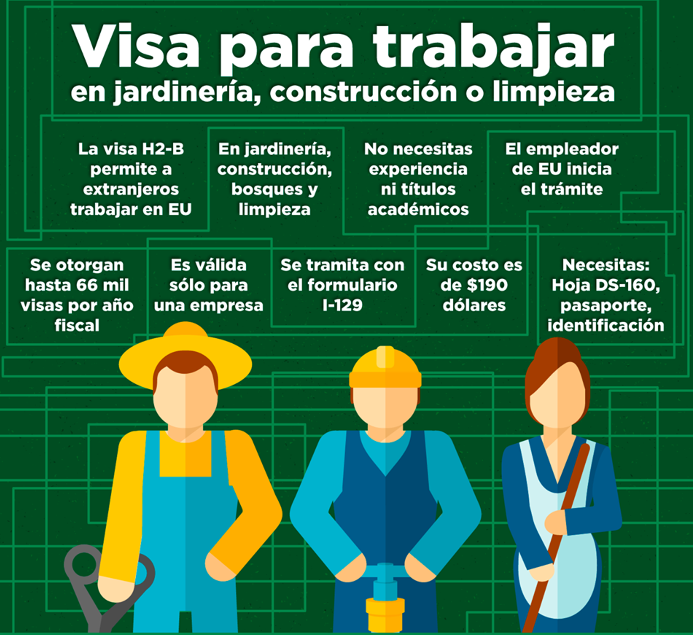 Visa para trabajar
en jardinería, construcción o limpieza
La visa H2-B
permite a
extranjeros
trabajar en EU
En jardinería,
construcción,
bosques y
limpieza
No necesitas
experiencia
ni títulos
académicos
El empleador
de EU inicia
el trámite
Se otorgan
hasta 66 mil
visas por año
fiscal
Es válida
sólo para
una empresa
Se tramita con
el formulario
I-129
Su costo es
de $190
dólares
Necesitas:
Hoja DS-160,
pasaporte,
identificación